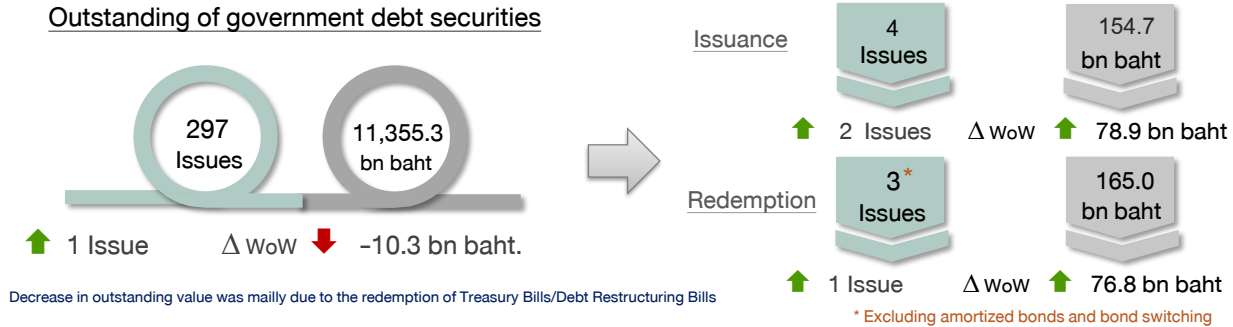 Outstanding of government debt securities
297
Issues
11,355.3
bn baht
1 Issue
Δ WoW
-10.3 bn baht.
Decrease in outstanding value was mailly due to the redemption of Treasury Bills/Debt Restructuring Bills
Issuance
4
Issues
154.7
bn baht
2 Issues
Δ WoW
78.9 bn baht
Redemption
3*
Issues
165.0
bn baht
1 Issue
Δ WoW
76.8 bn baht
* Excluding amortized bonds and bond switching